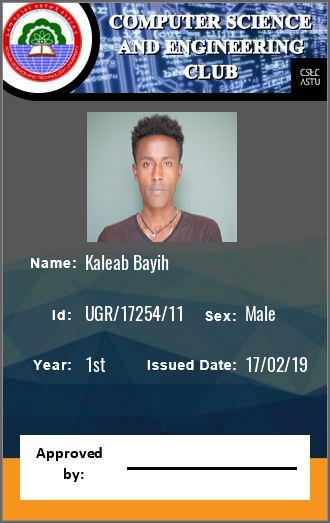 COMPUTER SCIENCE
AND ENGINEERING
CLUB
CSEC
ASTU
Name: Kaleab Bayih
Id: UGR/17254/11 Sex: Male
Year: 1st Issued Date: 17/02/19
Approved
by: